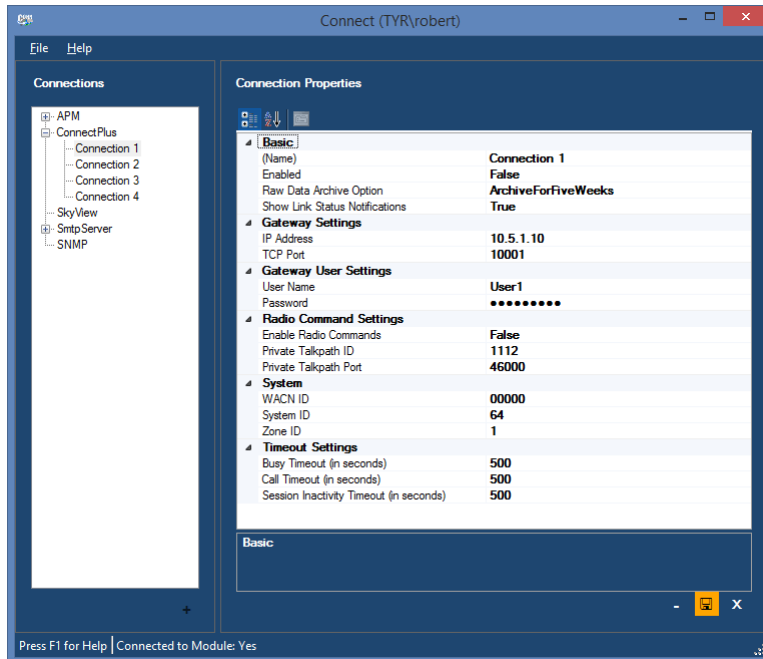 Connect (TYR\robert)
File Help
Connections
APM
ConnectPlus
Connection 1
Connection 2
Connection 3
Connection 4
SkyView
SmtpServer
SNMP
+
Connection Properties
Basic
(Name) Connection 1
Enabled False
Raw Data Archive Option ArchiveForFiveWeeks
Show Link Status Notifications True
Gateway Settings
IP Address 10.5.1.10
TCP Port 10001
Gateway User Settings
User Name User1
Password ●●●●●●●●●
Radio Command Settings
Enable Radio Commands False
Private Talkpath ID 1112
Private Talkpath Port 46000
System
WACN ID 00000
System ID 64
Zone ID 1
Timeout Settings
Busy Timeout (in seconds) 500
Call Timeout (in seconds) 500
Session Inactivity Timeout (in seconds) 500
Basic
- X
Press F1 for Help Connected to Module: Yes